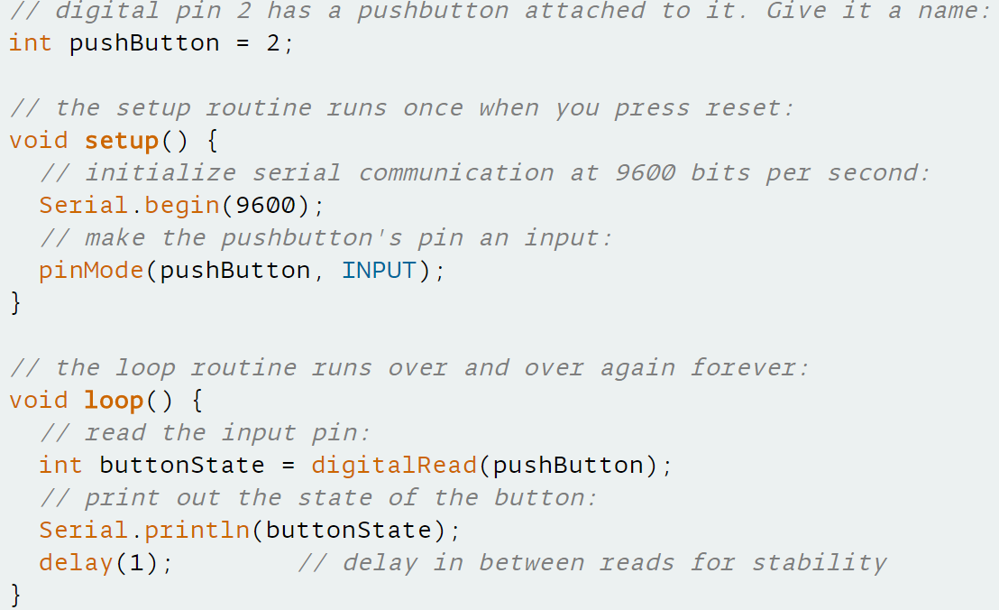 // digital pin 2 has a pushbutton attached to it. Give it a name:
int pushButton = 2;

// the setup routine runs once when you press reset:
void setup() {
  // initialize serial communication at 9600 bits per second:
  Serial.begin(9600);
  // make the pushbutton's pin an input:
  pinMode(pushButton, INPUT);
}

// the loop routine runs over and over again forever:
void loop() {
  // read the input pin:
  int buttonState = digitalRead(pushButton);
  // print out the state of the button:
  Serial.println(buttonState);
  delay(1);        // delay in between reads for stability
}